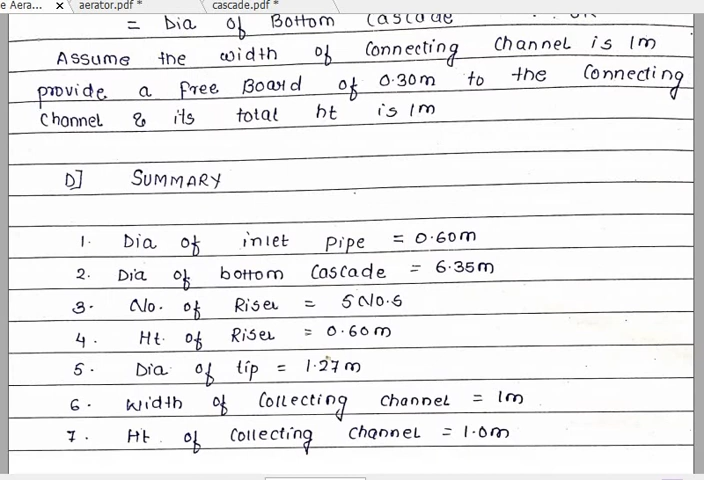 e Aera... x aerator.pdf * cascade.pdf *
= Dia of Bottom Cascade
Assume the width of Connecting Channel is 1m
provide a free Board of 0.30m to the Connecting
Channel & its total ht is 1m
D] SUMMARY
1. Dia of inlet pipe = 0.60m
2. Dia of bottom Cascade = 6.35m
3. No. of Riser = 5 No.s
4. Ht. of Riser = 0.60m
5. Dia of tip = 1.27m
6. Width of Collecting channel = 1m
7. Ht of Collecting channel = 1.0m